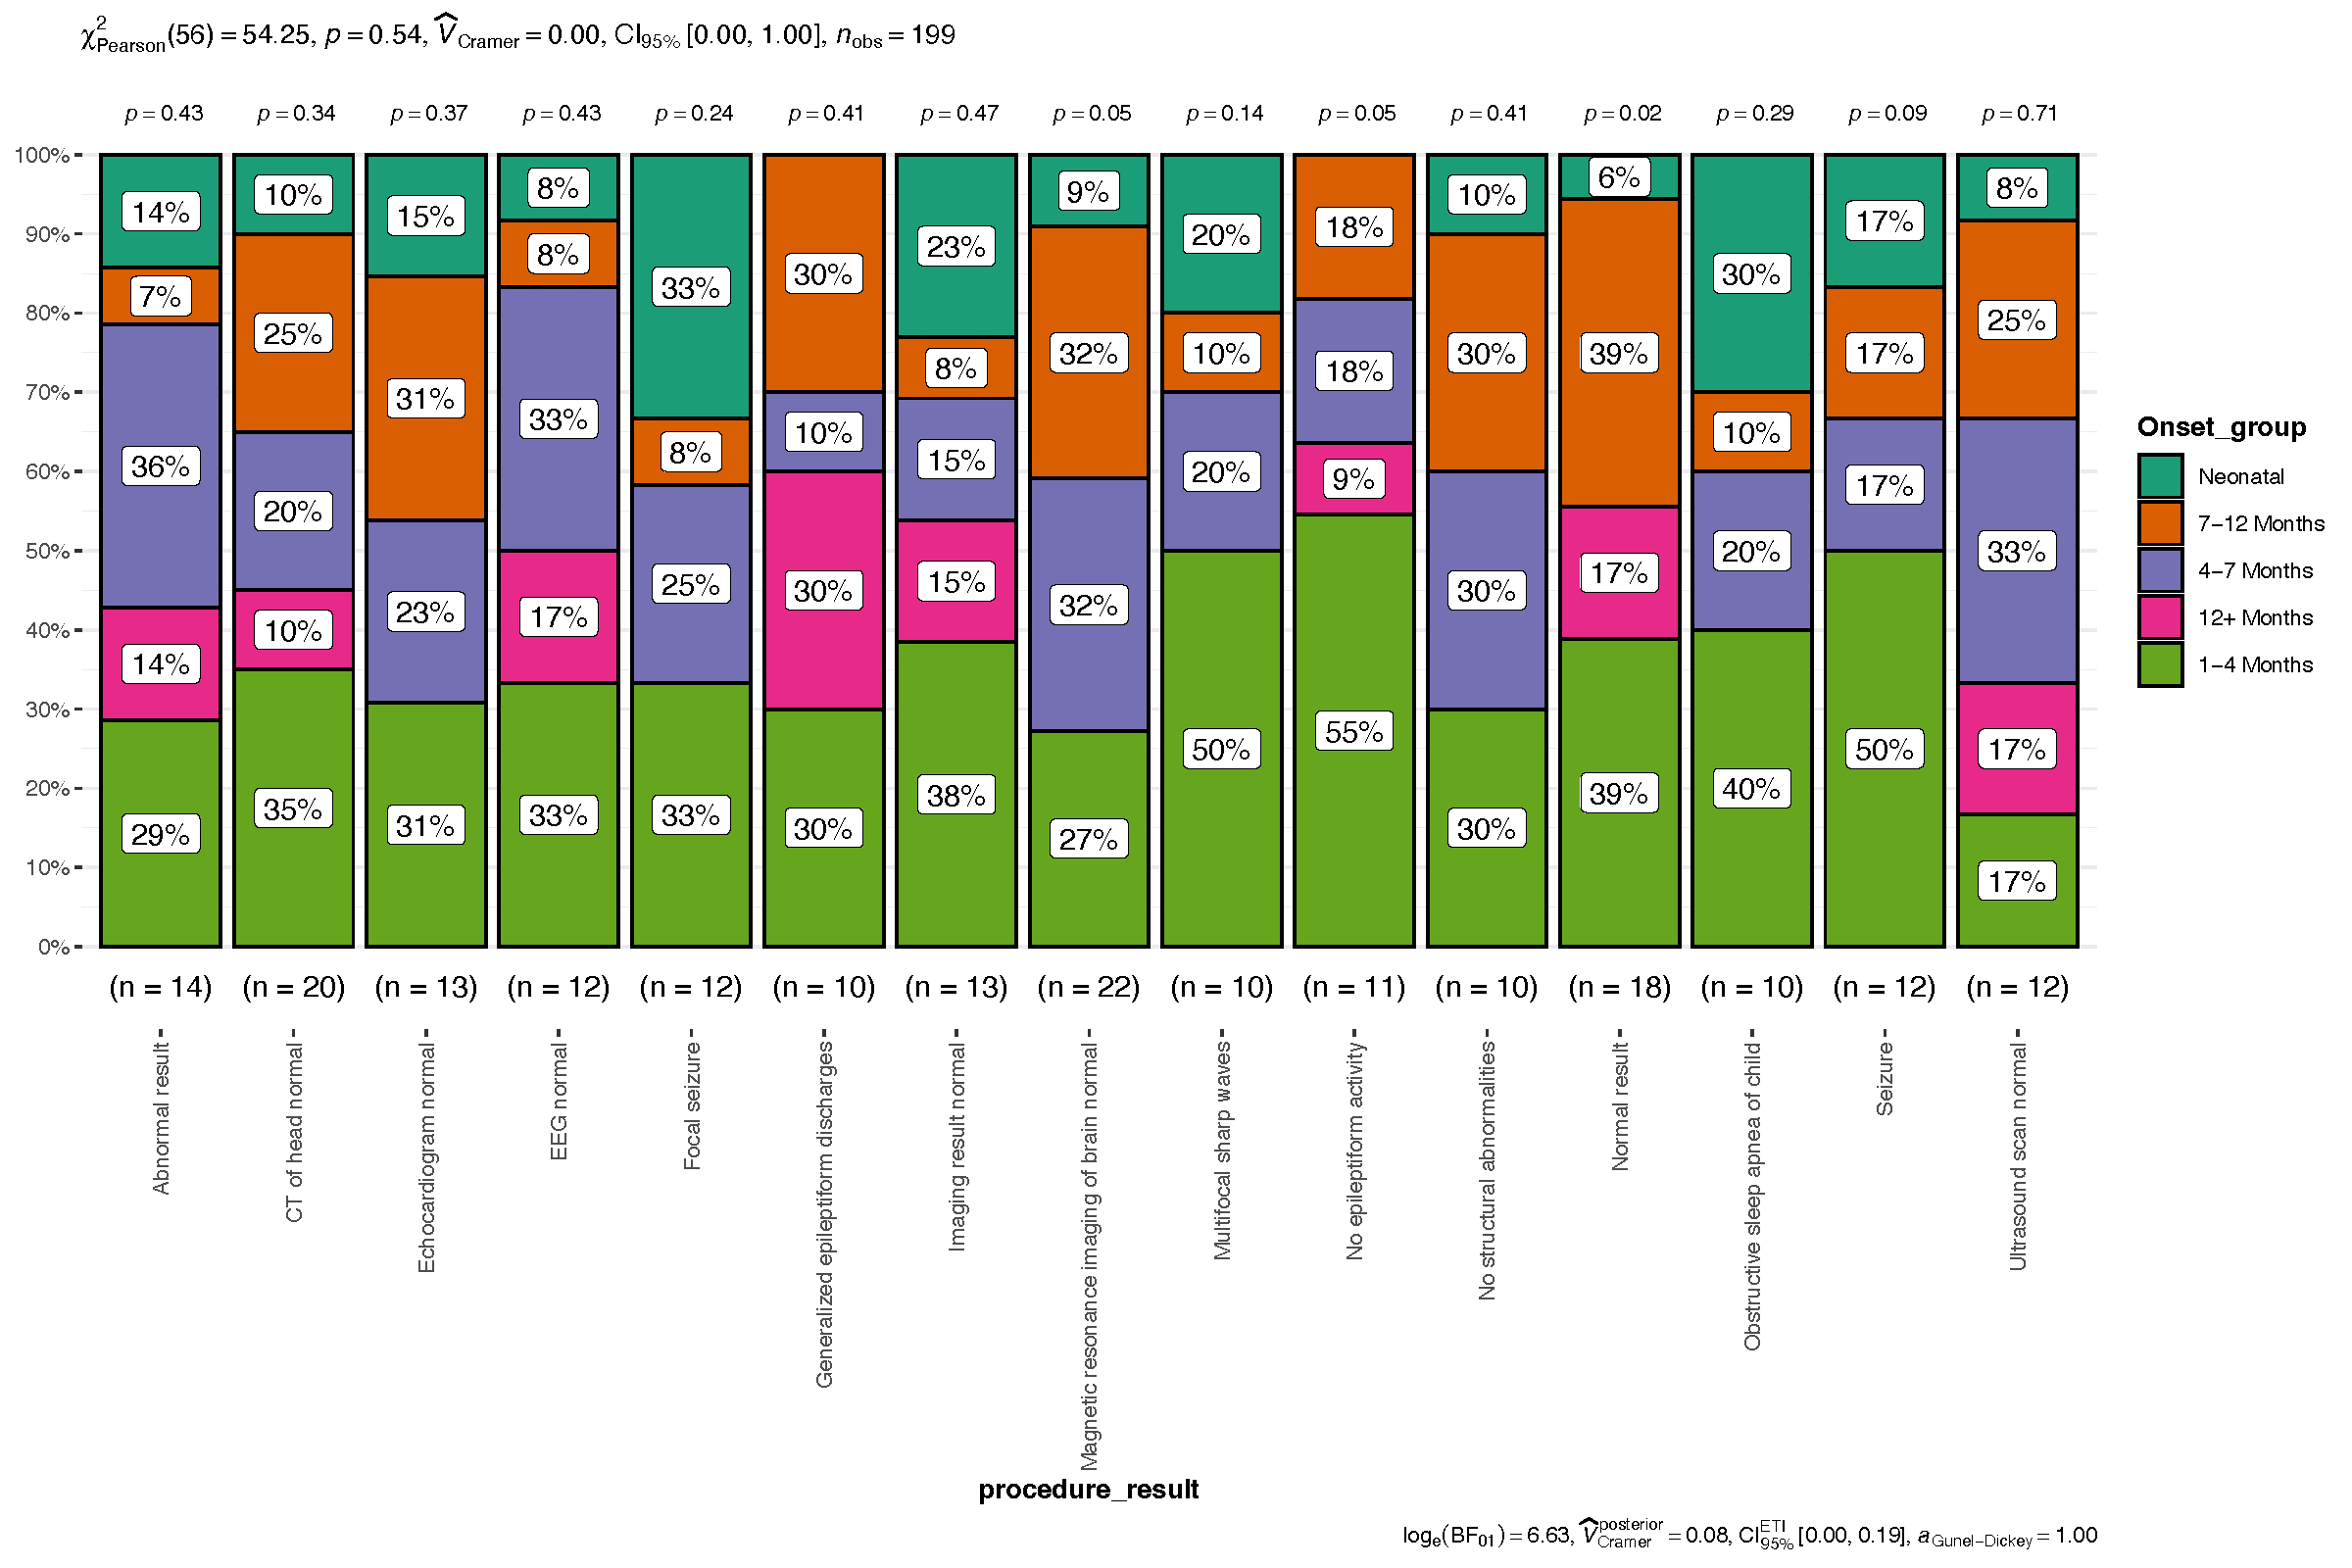 χ²Pearson(56) = 54.25, p = 0.54, V̂Cramer = 0.00, CI95% [0.00, 1.00], nobs = 199
p = 0.43 p = 0.34 p = 0.37 p = 0.43 p = 0.24 p = 0.41 p = 0.47 p = 0.05 p = 0.14 p = 0.05 p = 0.41 p = 0.02 p = 0.29 p = 0.09 p = 0.71
100%
90%
80%
70%
60%
50%
40%
30%
20%
10%
0%
14% 7% 36% 14% 29%
10% 25% 20% 10% 35%
15% 31% 23% 31%
8% 8% 33% 17% 33%
33% 8% 25% 33%
30% 10% 30% 30%
23% 8% 15% 15% 38%
9% 32% 32% 27%
20% 10% 20% 50%
18% 18% 9% 55%
10% 30% 30% 30%
6% 39% 17% 39%
30% 10% 20% 40%
17% 17% 17% 50%
8% 25% 33% 17% 17%
(n = 14) (n = 20) (n = 13) (n = 12) (n = 12) (n = 10) (n = 13) (n = 22) (n = 10) (n = 11) (n = 10) (n = 18) (n = 10) (n = 12) (n = 12)
Abnormal result
CT of head normal
Echocardiogram normal
EEG normal
Focal seizure
Generalized epileptiform discharges
Imaging result normal
Magnetic resonance imaging of brain normal
Multifocal sharp waves
No epileptiform activity
No structural abnormalities
Normal result
Obstructive sleep apnea of child
Seizure
Ultrasound scan normal
procedure_result
Onset_group
Neonatal
7−12 Months
4−7 Months
12+ Months
1−4 Months
loge(BF01) = 6.63, V̂Cramer posterior = 0.08, CI95% ETI [0.00, 0.19], aGunel−Dickey = 1.00